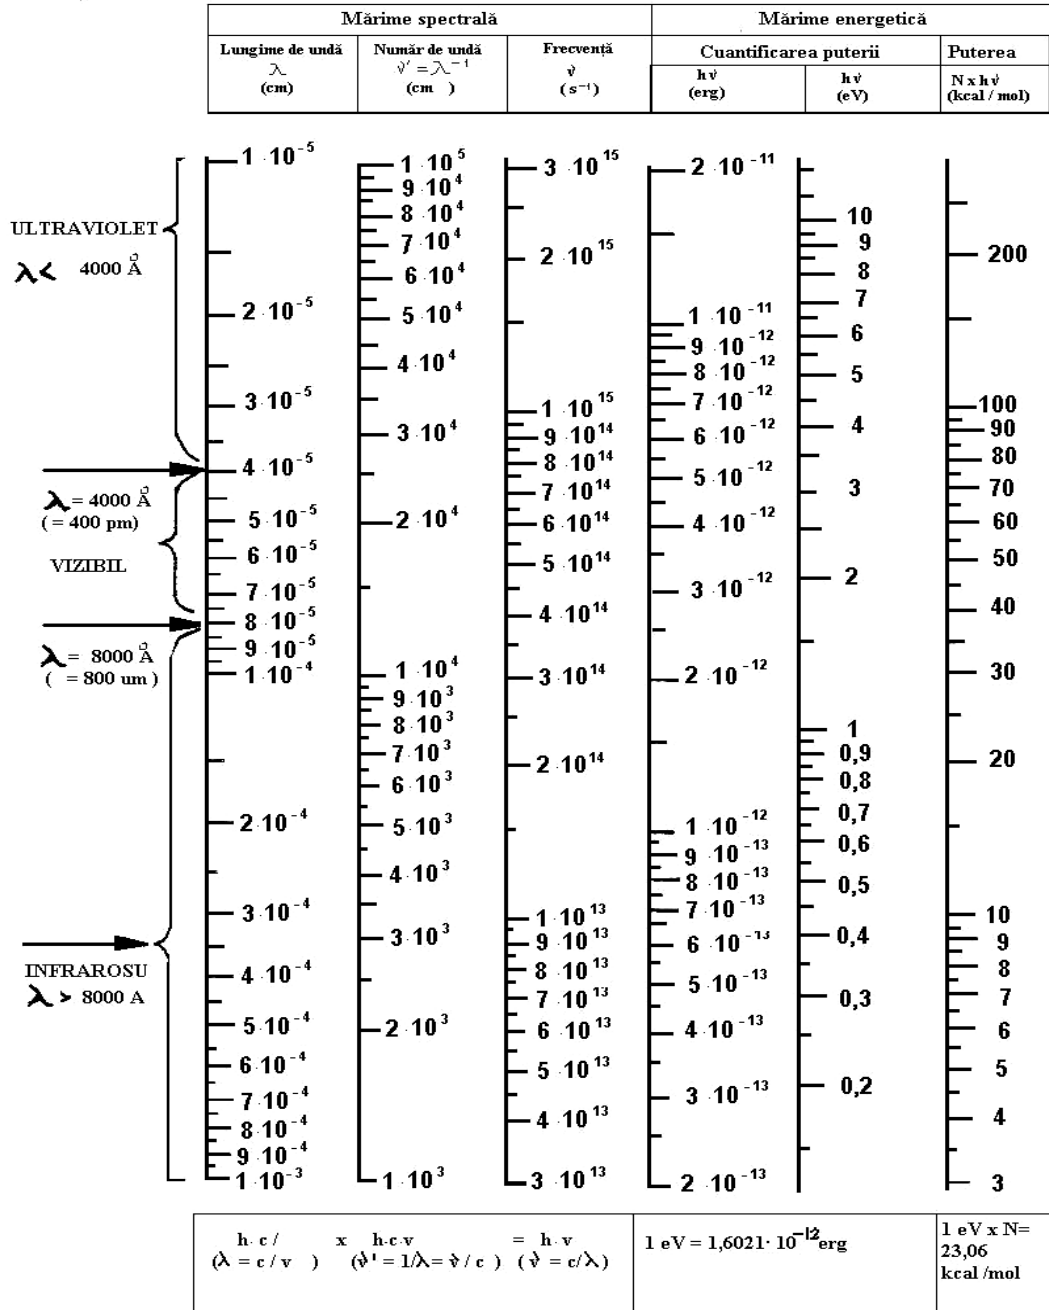 Mărime spectrală Mărime energetică
Lungime de undă Număr de undă Frecvență Cuantificarea puterii Puterea
λ ν' = λ⁻¹ ν hν hν N x hν
(cm) (cm ) (s⁻¹) (erg) (eV) (kcal / mol)
ULTRAVIOLET
λ < 4000 Å
λ = 4000 Å
( = 400 pm)
VIZIBIL
λ = 8000 Å
( = 800 um )
INFRAROSU
λ > 8000 A
1 · 10⁻⁵
2 · 10⁻⁵
3 · 10⁻⁵
4 · 10⁻⁵
5 · 10⁻⁵
6 · 10⁻⁵
7 · 10⁻⁵
8 · 10⁻⁵
9 · 10⁻⁵
1 · 10⁻⁴
2 · 10⁻⁴
3 · 10⁻⁴
4 · 10⁻⁴
5 · 10⁻⁴
6 · 10⁻⁴
7 · 10⁻⁴
8 · 10⁻⁴
9 · 10⁻⁴
1 · 10⁻³
1 · 10⁵
9 · 10⁴
8 · 10⁴
7 · 10⁴
6 · 10⁴
5 · 10⁴
4 · 10⁴
3 · 10⁴
2 · 10⁴
1 · 10⁴
9 · 10³
8 · 10³
7 · 10³
6 · 10³
5 · 10³
4 · 10³
3 · 10³
2 · 10³
1 · 10³
3 · 10¹⁵
2 · 10¹⁵
1 · 10¹⁵
9 · 10¹⁴
8 · 10¹⁴
7 · 10¹⁴
6 · 10¹⁴
5 · 10¹⁴
4 · 10¹⁴
3 · 10¹⁴
2 · 10¹⁴
1 · 10¹³
9 · 10¹³
8 · 10¹³
7 · 10¹³
6 · 10¹³
5 · 10¹³
4 · 10¹³
3 · 10¹³
2 · 10⁻¹¹
1 · 10⁻¹¹
9 · 10⁻¹²
8 · 10⁻¹²
7 · 10⁻¹²
6 · 10⁻¹²
5 · 10⁻¹²
4 · 10⁻¹²
3 · 10⁻¹²
2 · 10⁻¹²
1 · 10⁻¹²
9 · 10⁻¹³
8 · 10⁻¹³
7 · 10⁻¹³
6 · 10⁻¹³
5 · 10⁻¹³
4 · 10⁻¹³
3 · 10⁻¹³
2 · 10⁻¹³
10
9
8
7
6
5
4
3
2
1
0,9
0,8
0,7
0,6
0,5
0,4
0,3
0,2
200
100
90
80
70
60
50
40
30
20
10
9
8
7
6
5
4
3
h · c / x h·c·v = h · v
(λ = c / v ) (ν' = 1/λ = ν / c ) (ν = c/λ)
1 eV = 1,6021 · 10⁻¹² erg
1 eV x N=
23,06
kcal /mol